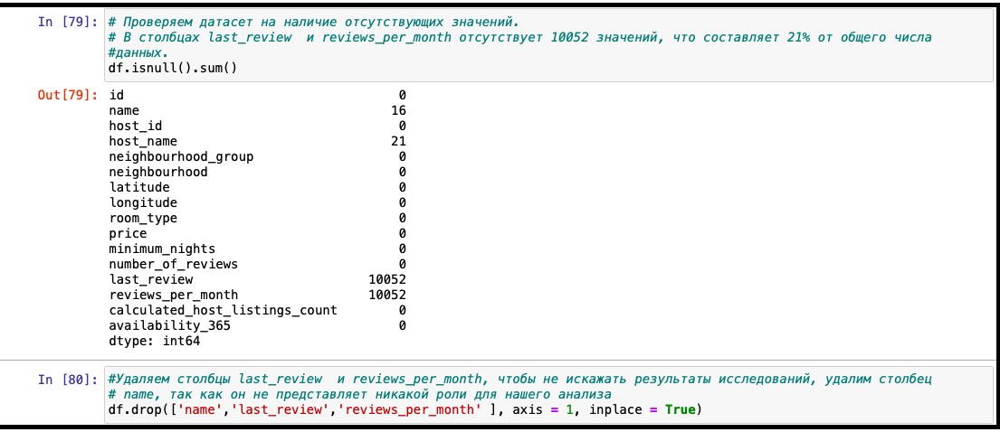 In [79]: # Проверяем датасет на наличие отсутствующих значений.
# В столбцах last_review  и reviews_per_month отсутствует 10052 значений, что составляет 21% от общего числа
#данных.
df.isnull().sum()
Out[79]: id 0
name 16
host_id 0
host_name 21
neighbourhood_group 0
neighbourhood 0
latitude 0
longitude 0
room_type 0
price 0
minimum_nights 0
number_of_reviews 0
last_review 10052
reviews_per_month 10052
calculated_host_listings_count 0
availability_365 0
dtype: int64
In [80]: #Удаляем столбцы last_review  и reviews_per_month, чтобы не искажать результаты исследований, удалим столбец
# name, так как он не представляет никакой роли для нашего анализа
df.drop(['name','last_review','reviews_per_month' ], axis = 1, inplace = True)